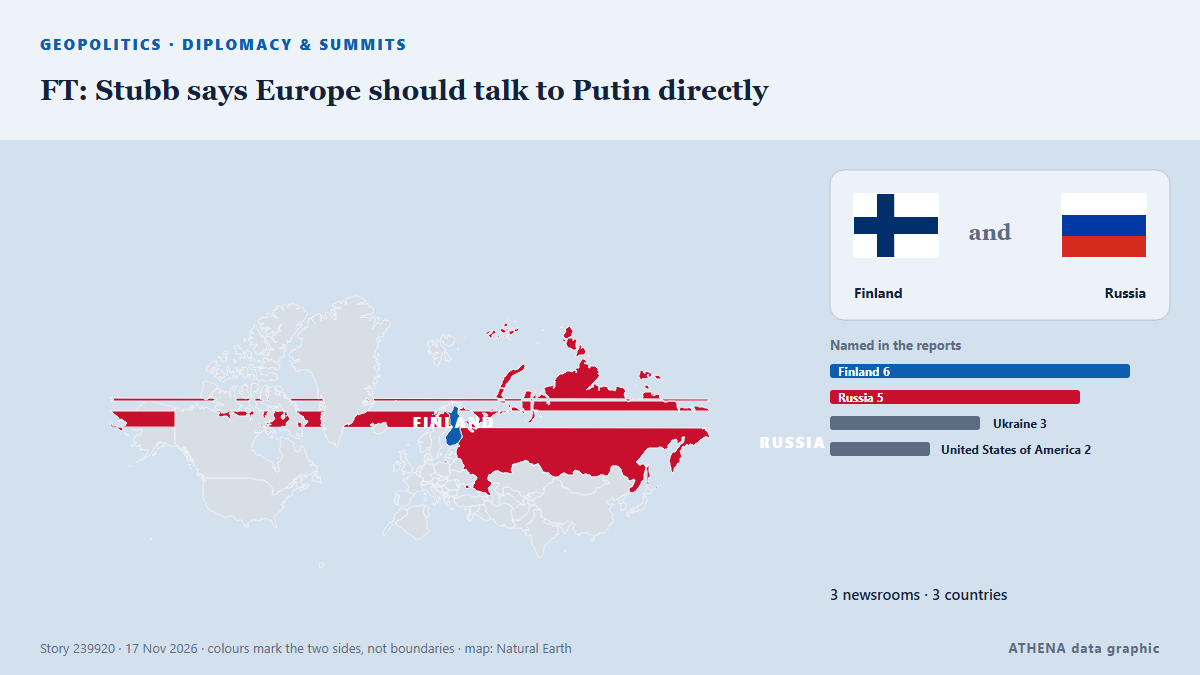 GEOPOLITICS · DIPLOMACY & SUMMITS
FT: Stubb says Europe should talk to Putin directly
and
Finland
Russia
Named in the reports
Finland 6
Russia 5
Ukraine 3
United States of America 2
FINLAND
RUSSIA
3 newsrooms · 3 countries
Story 239920 · 17 Nov 2026 · colours mark the two sides, not boundaries · map: Natural Earth
ATHENA data graphic